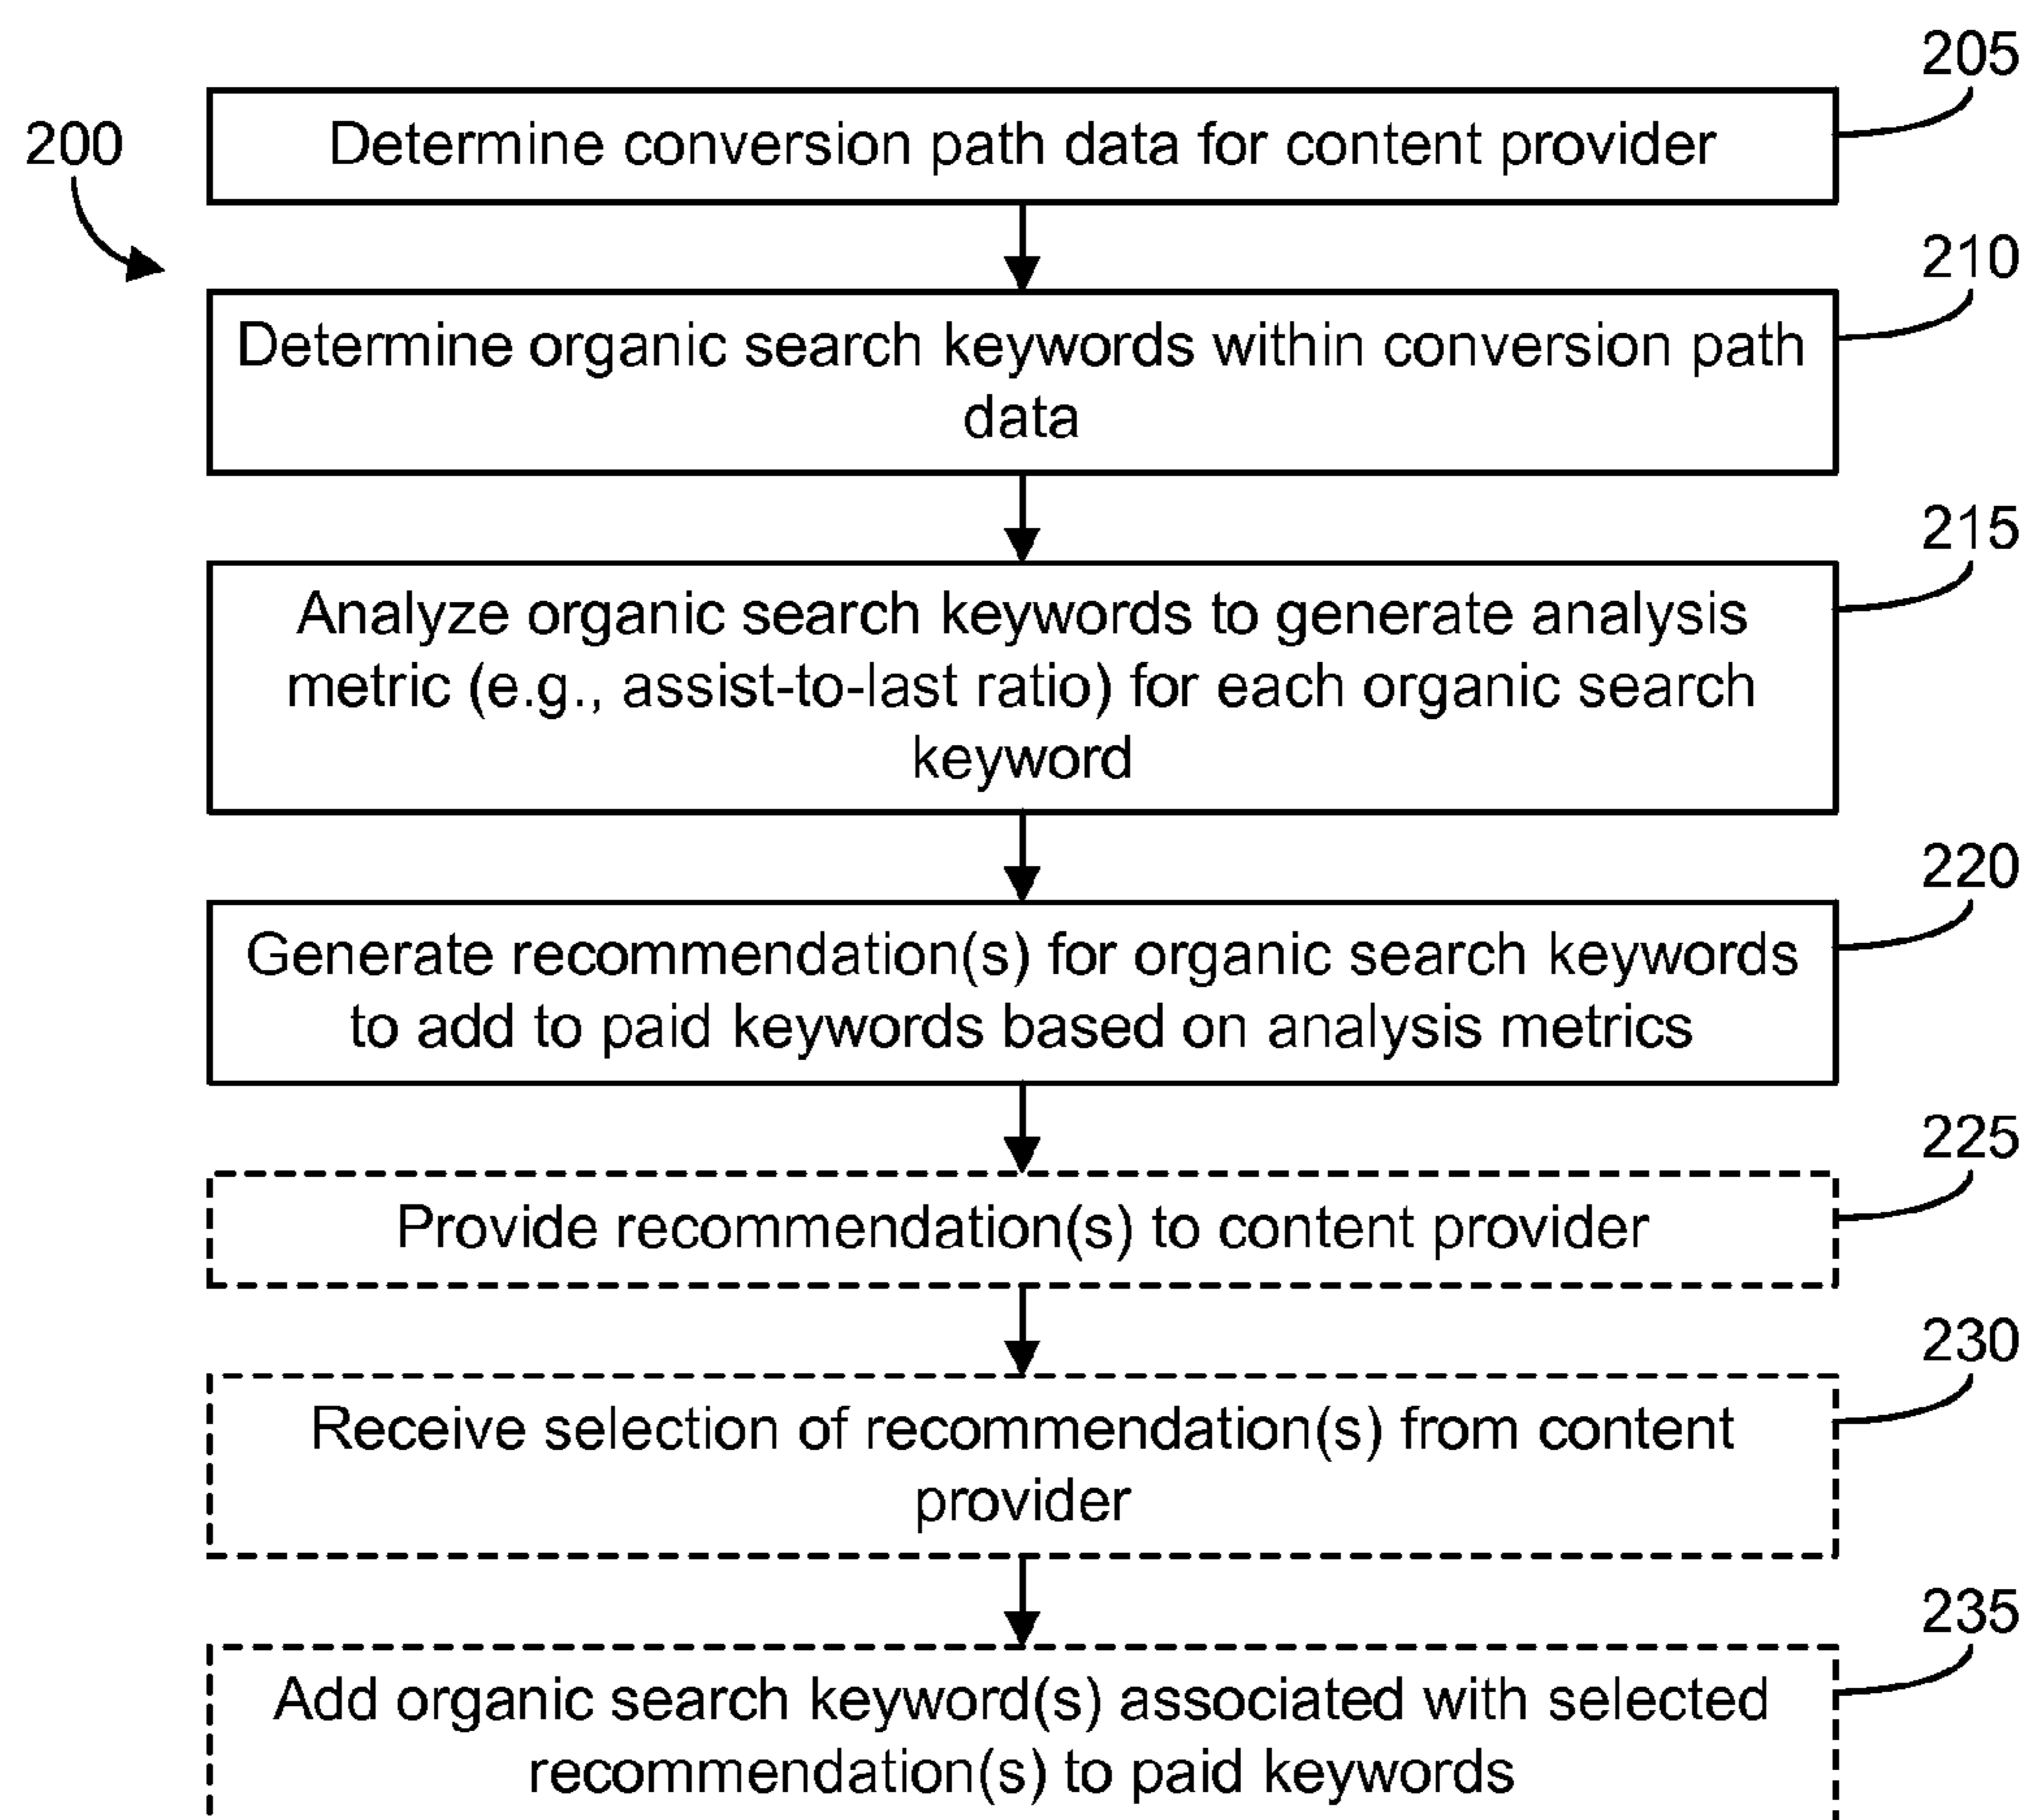 205
200
Determine conversion path data for content provider
210
Determine organic search keywords within conversion path
data
215
Analyze organic search keywords to generate analysis
metric (e.g., assist-to-last ratio) for each organic search
keyword
220
Generate recommendation(s) for organic search keywords
to add to paid keywords based on analysis metrics
225
Provide recommendation(s) to content provider
230
Receive selection of recommendation(s) from content
provider
235
Add organic search keyword(s) associated with selected
recommendation(s) to paid keywords